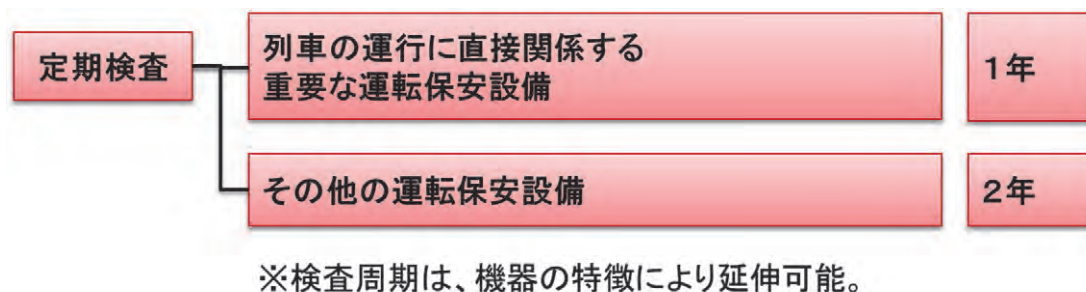 定期検査
列車の運行に直接関係する
重要な運転保安設備
1年
その他の運転保安設備
2年
※検査周期は、機器の特徴により延伸可能。